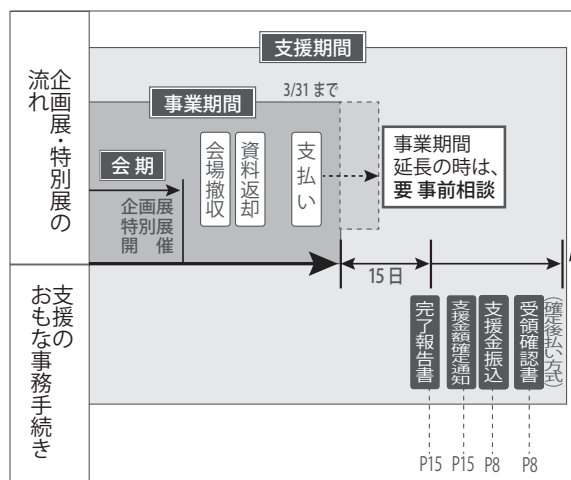 支援期間
企画展・特別展の
流れ
事業期間
3/31 まで
会 期
企画展
特別展
開　催
会場撤収
資料返却
支払い
事業期間
延長の時は、
要 事前相談
15 日
支援の
おもな事務手続き
完了報告書
支援金額確定通知
支援金振込
受領確認書
(確定後払い方式)
P15
P15
P8
P8